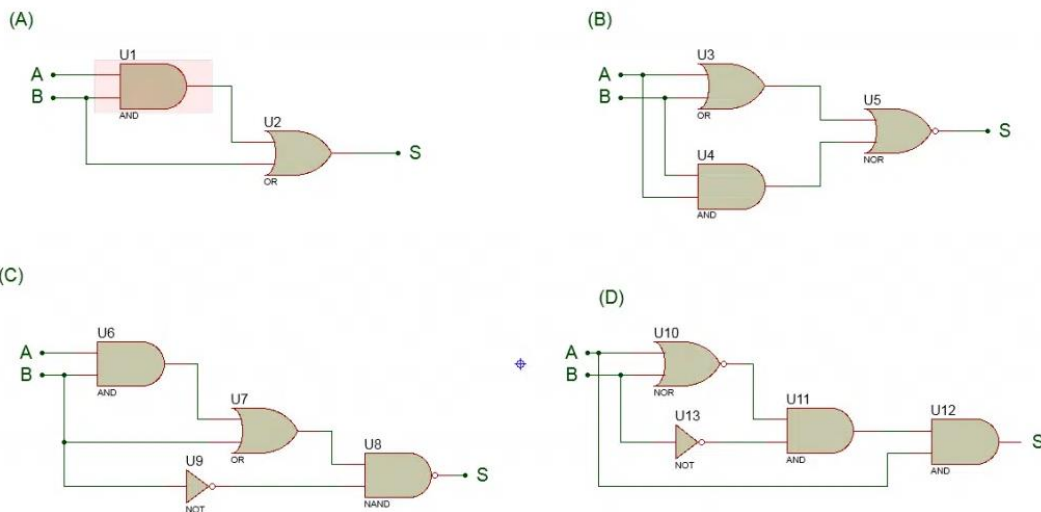 (A)
U1
A
B
AND
U2
S
OR
(B)
U3
A
B
OR
U5
S
NOR
U4
AND
(C)
U6
A
B
AND
U7
OR
U8
U9
S
NAND
NOT
(D)
U10
A
B
NOR
U11
U12
U13
AND
S
NOT
AND